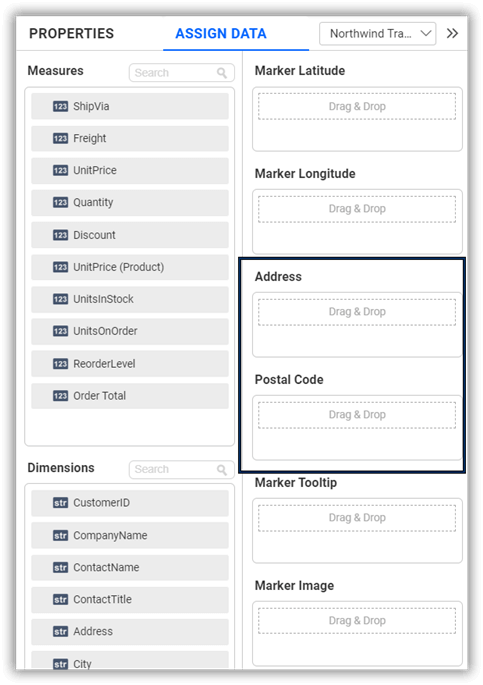 PROPERTIES
ASSIGN DATA
Northwind Tra...
Measures
Search
123 ShipVia
123 Freight
123 UnitPrice
123 Quantity
123 Discount
123 UnitPrice (Product)
123 UnitsInStock
123 UnitsOnOrder
123 ReorderLevel
123 Order Total
Dimensions
Search
str CustomerID
str CompanyName
str ContactName
str ContactTitle
str Address
str City
Marker Latitude
Drag & Drop
Marker Longitude
Drag & Drop
Address
Drag & Drop
Postal Code
Drag & Drop
Marker Tooltip
Drag & Drop
Marker Image
Drag & Drop